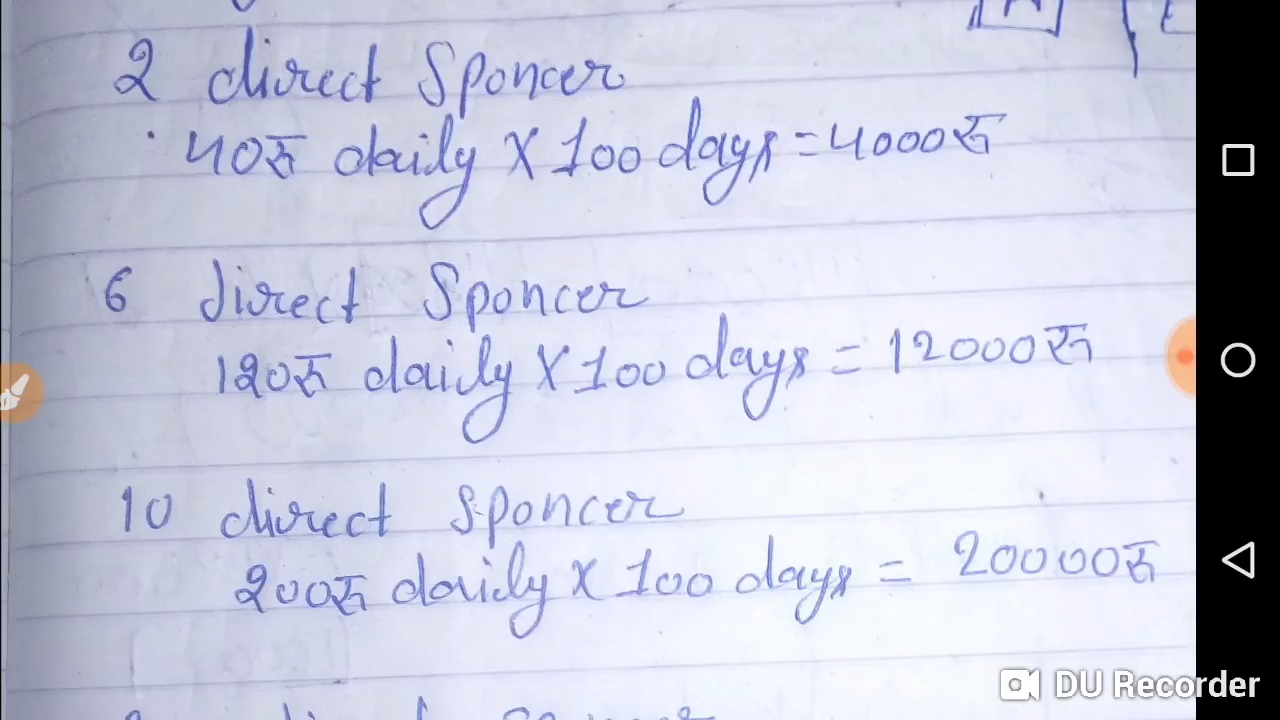 2 direct Sponcer
40रू daily X 100 days = 4000रू
6 direct Sponcer
120रू daily X 100 days = 12000रू
10 direct Sponcer
200रू daily X 100 days = 20000रू
DU Recorder